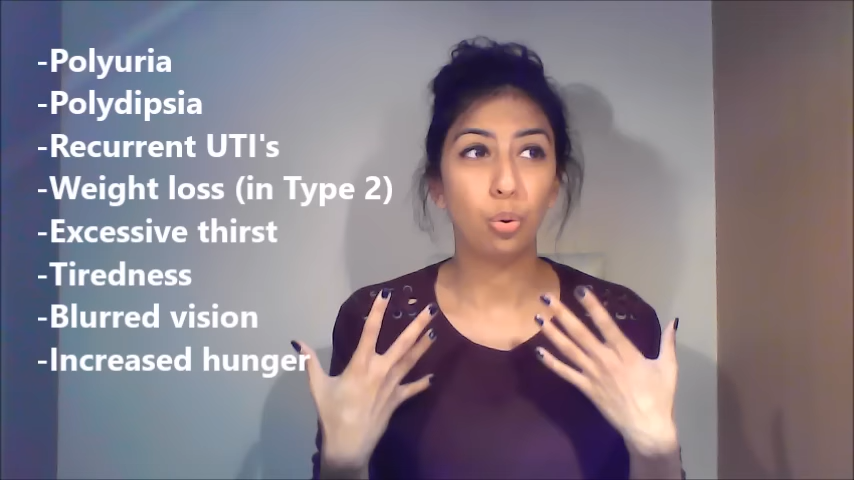 -Polyuria
-Polydipsia
-Recurrent UTI's
-Weight loss (in Type 2)
-Excessive thirst
-Tiredness
-Blurred vision
-Increased hunger